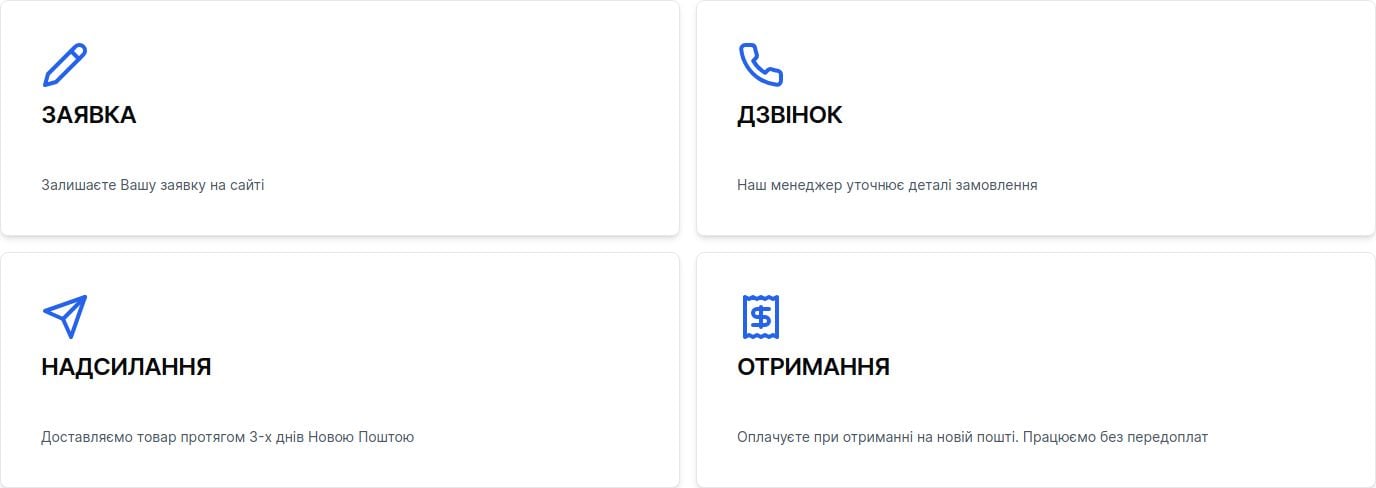 ЗАЯВКА
Залишаєте Вашу заявку на сайті
ДЗВІНОК
Наш менеджер уточнює деталі замовлення
НАДСИЛАННЯ
Доставляємо товар протягом 3-х днів Новою Поштою
ОТРИМАННЯ
Оплачуєте при отриманні на новій пошті. Працюємо без передоплат